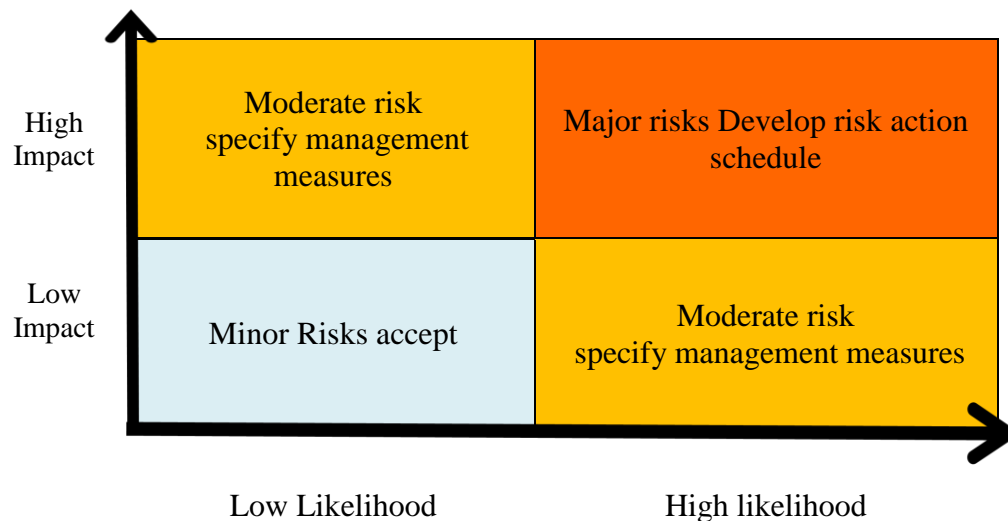 High
Impact
Moderate risk
specify management
measures
Major risks Develop risk action
schedule
Low
Impact
Minor Risks accept
Moderate risk
specify management measures
Low Likelihood
High likelihood